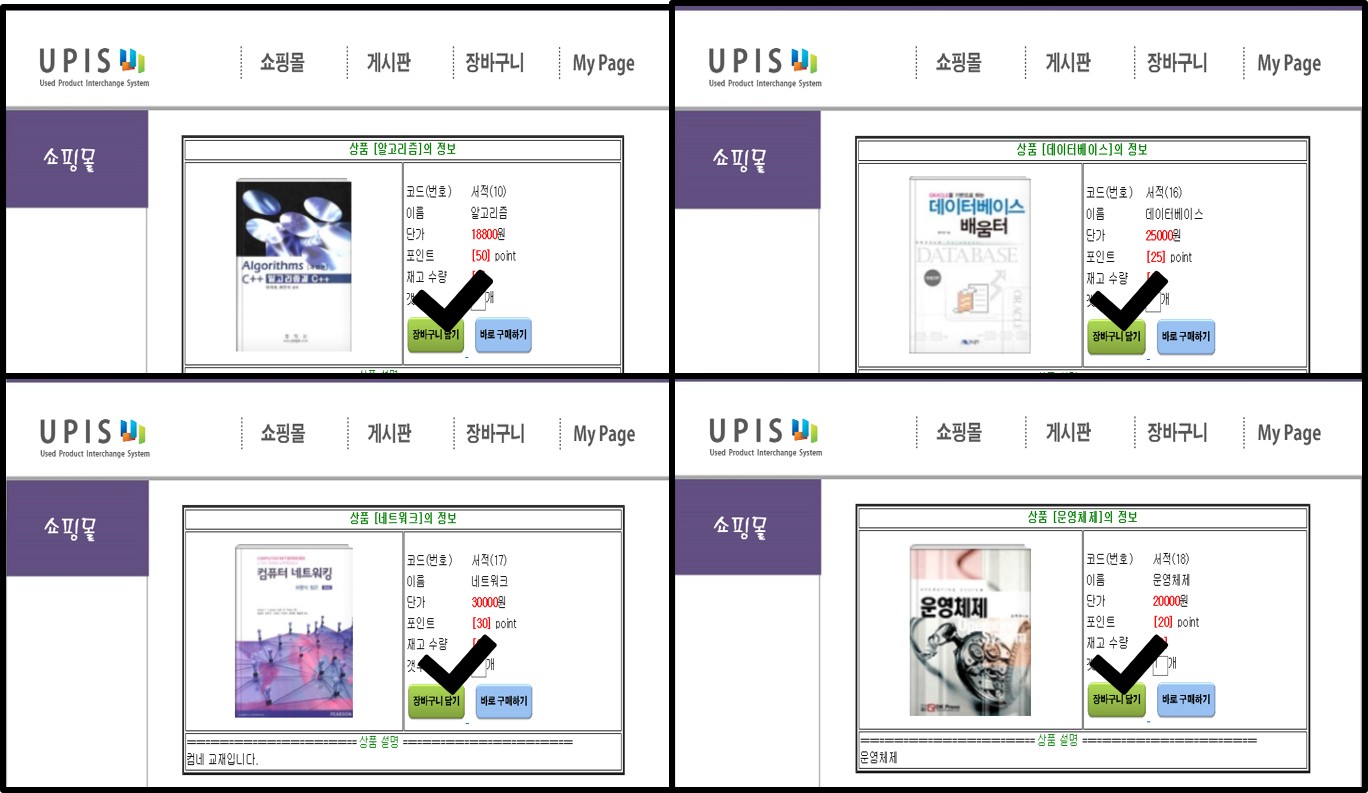 UPIS
Used Product Interchange System
쇼핑몰 게시판 장바구니 My Page
쇼핑몰
상품 [알고리즘]의 정보
Algorithms
C++ 알고리즘과 C++
코드(번호) 서적(10)
이름 알고리즘
단가 18800원
포인트 [50] point
재고 수량
개
장바구니 담기 바로 구매하기
상품 설명
UPIS
Used Product Interchange System
쇼핑몰 게시판 장바구니 My Page
쇼핑몰
상품 [데이터베이스]의 정보
데이터베이스
배움터
DATABASE
ORACLE
코드(번호) 서적(16)
이름 데이터베이스
단가 25000원
포인트 [25] point
재고 수량
개
장바구니 담기 바로 구매하기
UPIS
Used Product Interchange System
쇼핑몰 게시판 장바구니 My Page
쇼핑몰
상품 [네트워크]의 정보
컴퓨터 네트워킹
PEARSON
코드(번호) 서적(17)
이름 네트워크
단가 30000원
포인트 [30] point
재고 수량
개
장바구니 담기 바로 구매하기
상품 설명
컴네 교재입니다.
UPIS
Used Product Interchange System
쇼핑몰 게시판 장바구니 My Page
쇼핑몰
상품 [운영체제]의 정보
OPERATING SYSTEM
운영체제
코드(번호) 서적(18)
이름 운영체제
단가 20000원
포인트 [20] point
재고 수량
개
장바구니 담기 바로 구매하기
상품 설명
운영체제